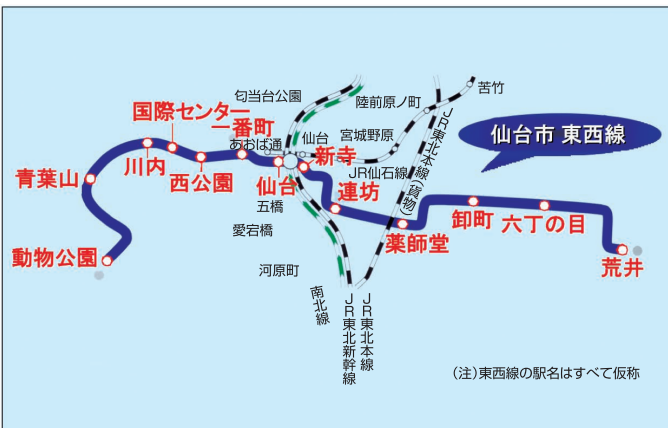 匂当台公園
陸前原ノ町
苦竹
国際センター
一番町
あおば通
仙台
宮城野原
仙台市 東西線
新寺
JR仙石線
川内
西公園
仙台
連坊
JR東北本線(貨物)
青葉山
五橋
卸町
六丁の目
愛宕橋
薬師堂
動物公園
河原町
荒井
南北線
JR東北新幹線
JR東北本線
(注)東西線の駅名はすべて仮称